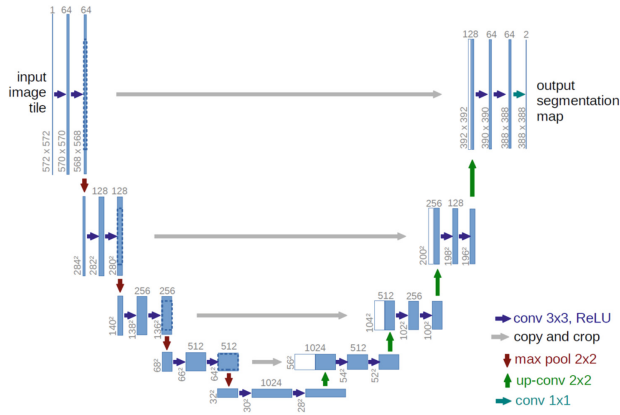 1 64 64
128 64 64 2
input
image
tile
output
segmentation
map
572 x 572
570 x 570
568 x 568
392 x 392
390 x 390
388 x 388
388 x 388
128 128
256 128
284²
282²
280²
200²
198²
196²
256 256
512 256
140²
138²
136²
104²
102²
100²
512 512
1024 512
68²
66²
64²
56²
54²
52²
1024
32²
30²
28²
conv 3x3, ReLU
copy and crop
max pool 2x2
up-conv 2x2
conv 1x1